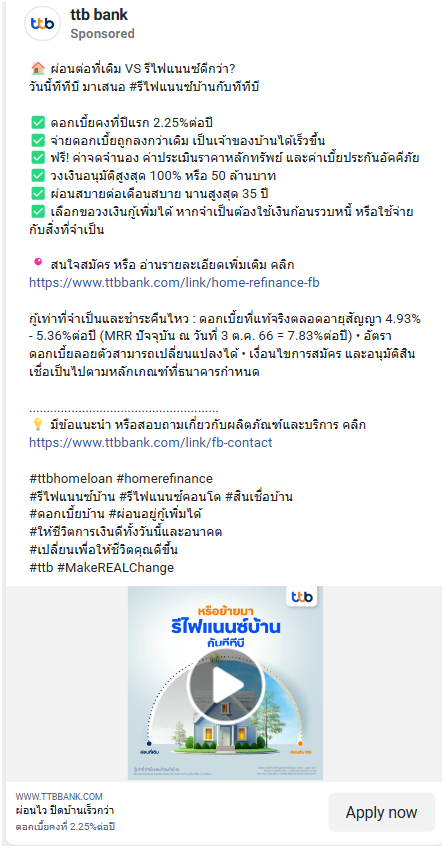 ttb
ttb bank
Sponsored
🏠 ผ่อนต่อที่เดิม VS รีไฟแนนซ์ดีกว่า?
วันนี้ทีทีบี มาเสนอ #รีไฟแนนซ์บ้านกับทีทีบี
✅ ดอกเบี้ยคงที่ปีแรก 2.25%ต่อปี
✅ จ่ายดอกเบี้ยถูกลงกว่าเดิม เป็นเจ้าของบ้านได้เร็วขึ้น
✅ ฟรี! ค่าจดจำนอง ค่าประเมินราคาหลักทรัพย์ และค่าเบี้ยประกันอัคคีภัย
✅ วงเงินอนุมัติสูงสุด 100% หรือ 50 ล้านบาท
✅ ผ่อนสบายต่อเดือนสบาย นานสูงสุด 35 ปี
✅ เลือกขอวงเงินกู้เพิ่มได้ หากจำเป็นต้องใช้เงินก้อนรวบหนี้ หรือใช้จ่าย
กับสิ่งที่จำเป็น
📍 สนใจสมัคร หรือ อ่านรายละเอียดเพิ่มเติม คลิก
https://www.ttbbank.com/link/home-refinance-fb
กู้เท่าที่จำเป็นและชำระคืนไหว : ดอกเบี้ยที่แท้จริงตลอดอายุสัญญา 4.93%
- 5.36%ต่อปี (MRR ปัจจุบัน ณ วันที่ 3 ต.ค. 66 = 7.83%ต่อปี) • อัตรา
ดอกเบี้ยลอยตัวสามารถเปลี่ยนแปลงได้ • เงื่อนไขการสมัคร และอนุมัติสิน
เชื่อเป็นไปตามหลักเกณฑ์ที่ธนาคารกำหนด
......................................................
💡 มีข้อแนะนำ หรือสอบถามเกี่ยวกับผลิตภัณฑ์และบริการ คลิก
https://www.ttbbank.com/link/fb-contact
#ttbhomeloan #homerefinance
#รีไฟแนนซ์บ้าน #รีไฟแนนซ์คอนโด #สินเชื่อบ้าน
#ดอกเบี้ยบ้าน #ผ่อนอยู่กู้เพิ่มได้
#ให้ชีวิตการเงินดีทั้งวันนี้และอนาคต
#เปลี่ยนเพื่อให้ชีวิตคุณดีขึ้น
#ttb #MakeREALChange
ttb
หรือย้ายมา
รีไฟแนนซ์บ้าน
กับทีทีบี
ผ่อนที่เดิม
WWW.TTBBANK.COM
ผ่อนไว ปิดบ้านเร็วกว่า
ดอกเบี้ยคงที่ 2.25%ต่อปี
Apply now